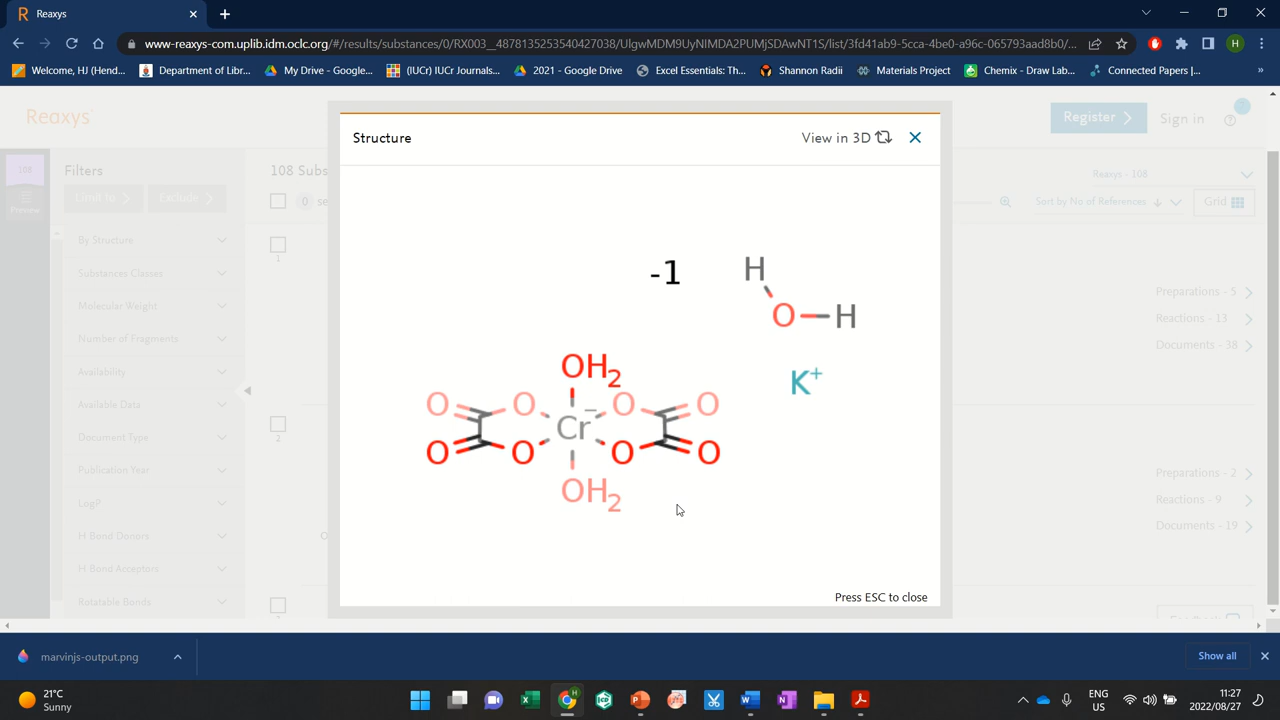 Reaxys
www-reaxys-com.uplib.idm.oclc.org/#/results/substances/0/RX003__4878135253540427038/UlgwMDM9UyNIMDA2PUMjSDAwNT1S/list/3fd41ab9-5cca-4be0-a96c-065793aad8b0/...
H
Welcome, HJ (Hend...
Department of Libr...
My Drive - Google...
(IUCr) IUCr Journals...
2021 - Google Drive
Excel Essentials: Th...
Shannon Radii
Materials Project
Chemix - Draw Lab...
Connected Papers |...
»
Reaxys
Register
Sign in
Structure
View in 3D
108
Preview
Filters
Limit to
Exclude
108 Subs
0 se
Reaxys - 108
Sort by No of References
Grid
By Structure
Substances Classes
Molecular Weight
Number of Fragments
Availability
Available Data
Document Type
Publication Year
LogP
H Bond Donors
H Bond Acceptors
Rotatable Bonds
1
2
Preparations - 5
Reactions - 13
Documents - 38
Preparations - 2
Reactions - 9
Documents - 19
-1
H
O H
K+
OH2
O O O O
Cr−
O O O O
OH2
Press ESC to close
marvinjs-output.png
Show all
21°C
Sunny
ENG
US
11:27
2022/08/27